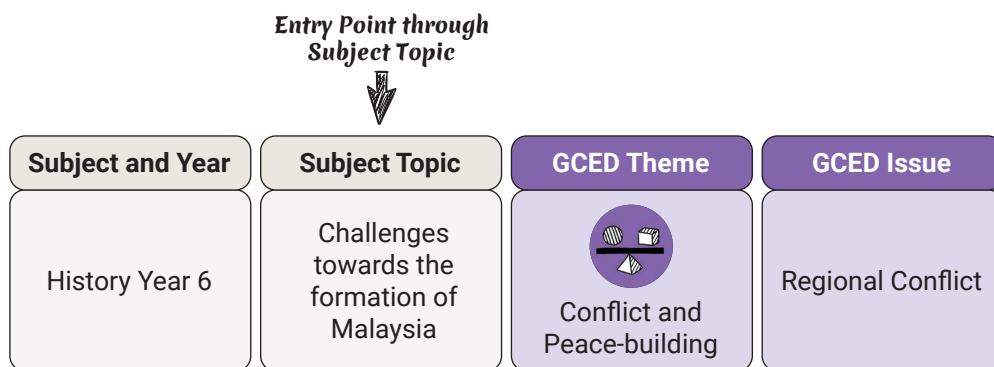 Entry Point through
Subject Topic
Subject and Year
Subject Topic
GCED Theme
GCED Issue
History Year 6
Challenges
towards the
formation of
Malaysia
Conflict and
Peace-building
Regional Conflict